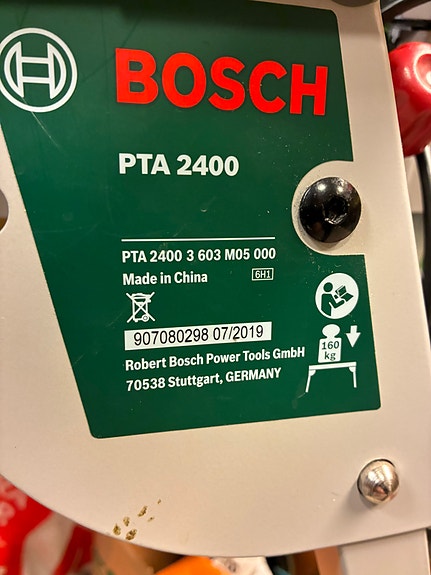 BOSCH
PTA 2400
PTA 2400 3 603 M05 000
Made in China 6H1
907080298 07/2019
Robert Bosch Power Tools GmbH
70538 Stuttgart, GERMANY
160
kg